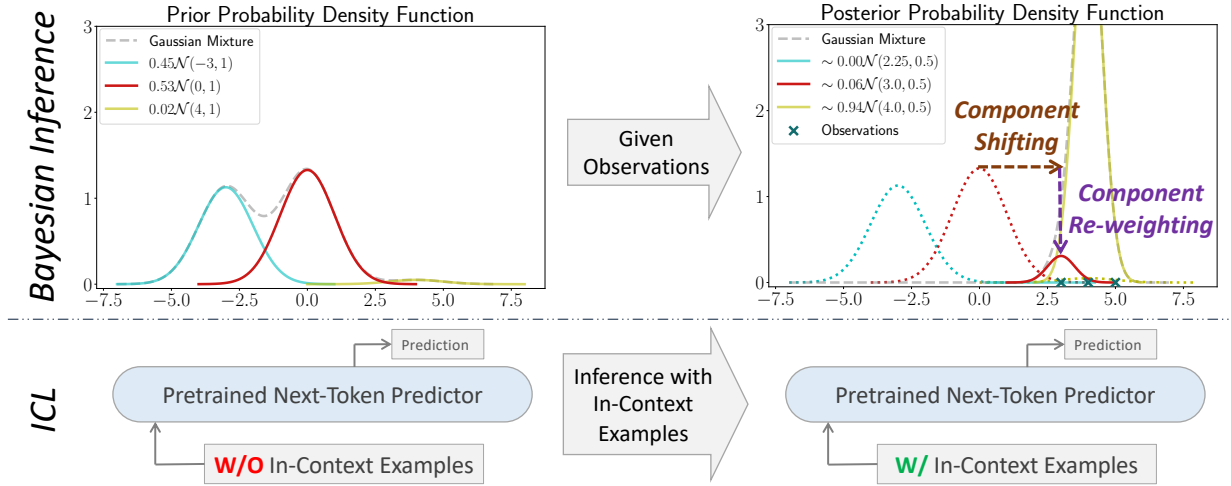 Bayesian Inference
Prior Probability Density Function
3
2
1
0
−7.5
−5.0
−2.5
0.0
2.5
5.0
7.5
Gaussian Mixture
0.45𝒩(−3, 1)
0.53𝒩(0, 1)
0.02𝒩(4, 1)
Given
Observations
Posterior Probability Density Function
3
2
1
0
−7.5
−5.0
−2.5
0.0
2.5
5.0
7.5
Gaussian Mixture
∼ 0.00𝒩(2.25, 0.5)
∼ 0.06𝒩(3.0, 0.5)
∼ 0.94𝒩(4.0, 0.5)
Observations
Component
Shifting
Component
Re-weighting
ICL
Prediction
Pretrained Next-Token Predictor
W/O In-Context Examples
Inference with
In-Context
Examples
Prediction
Pretrained Next-Token Predictor
W/ In-Context Examples